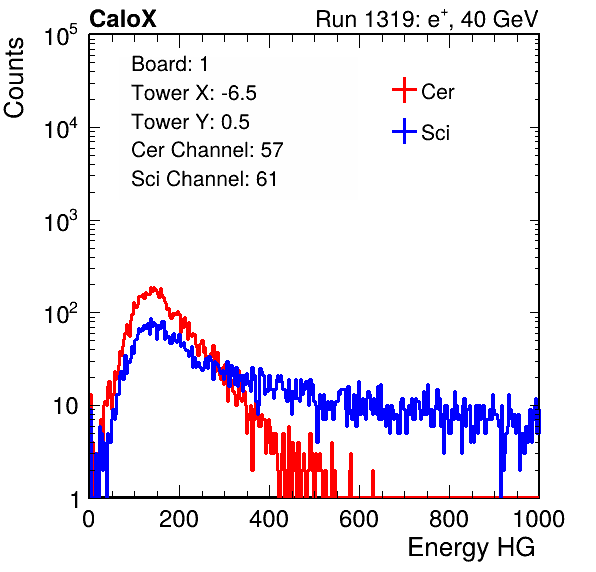 CaloX Run 1319: e⁺, 40 GeV
Counts
10⁵
10⁴
10³
10²
10
1
Board: 1
Tower X: -6.5
Tower Y: 0.5
Cer Channel: 57
Sci Channel: 61
Cer
Sci
0 200 400 600 800 1000
Energy HG